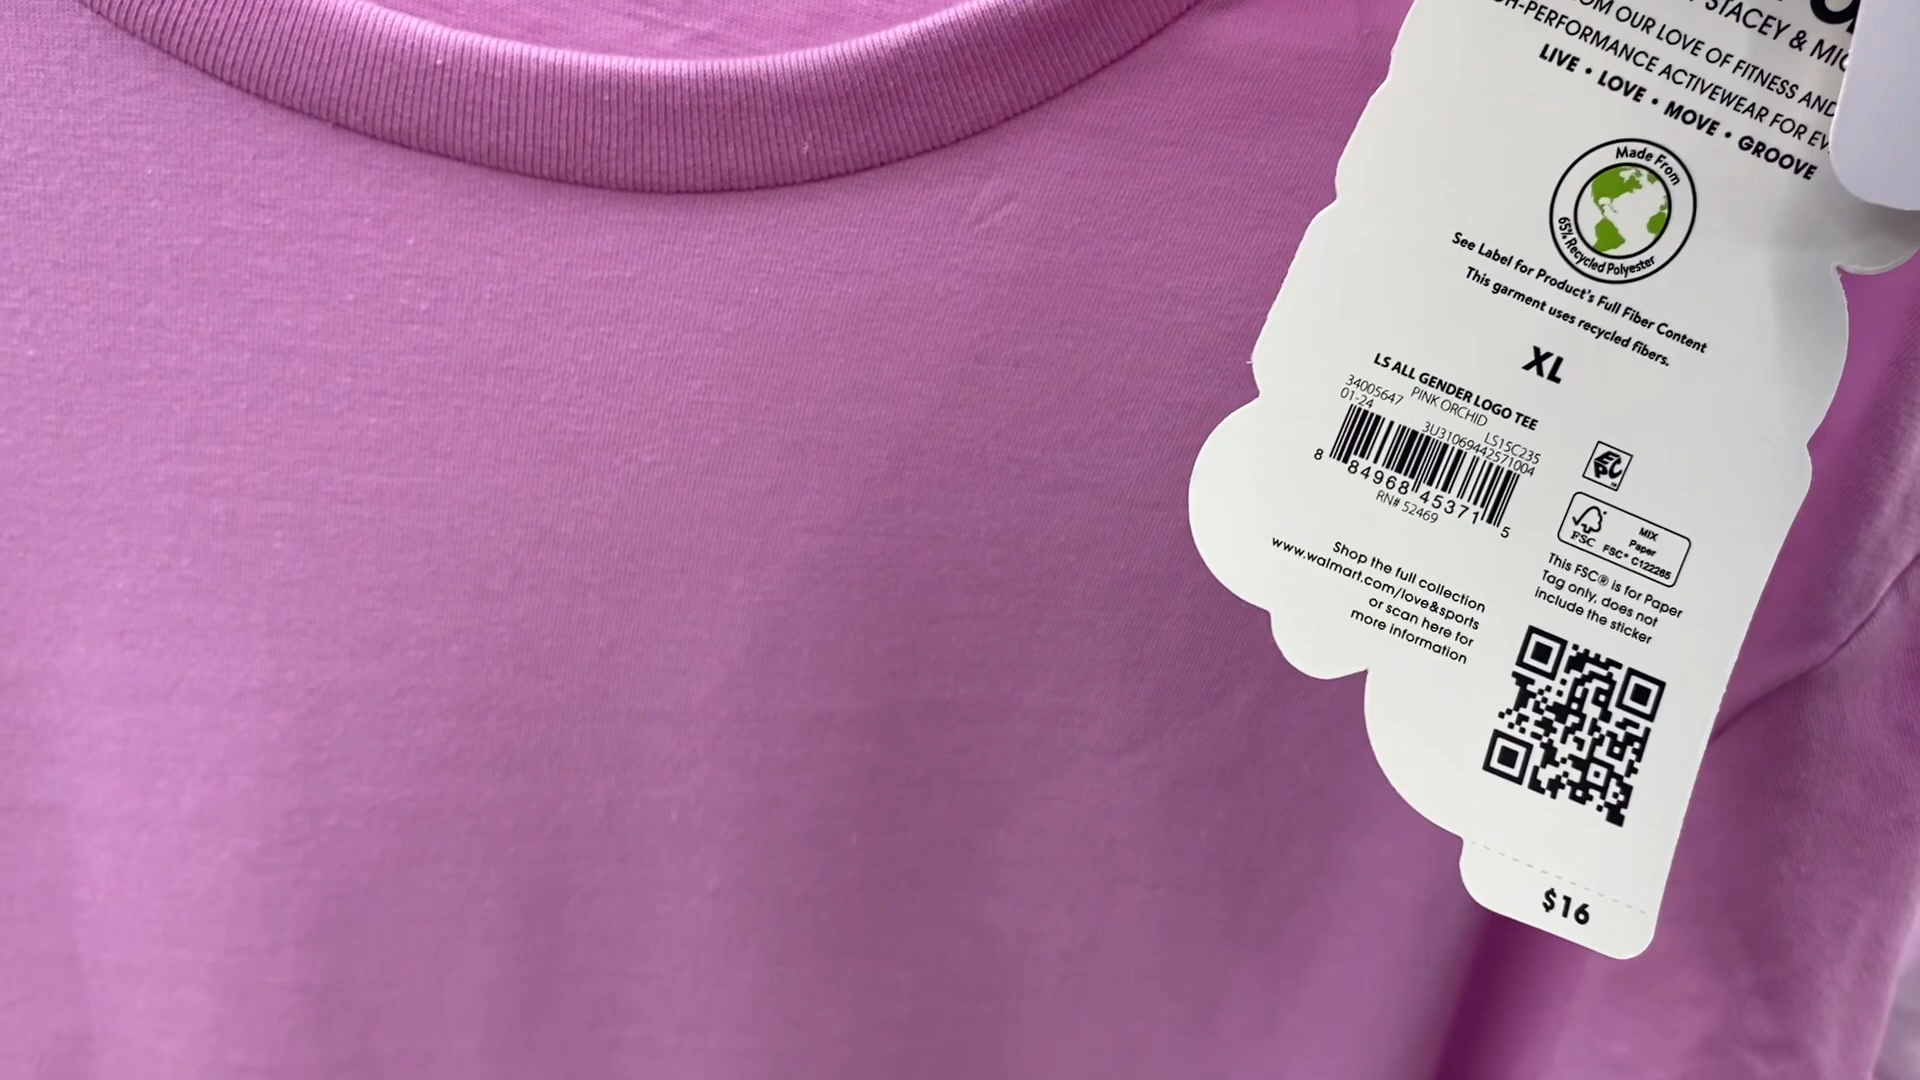 STACEY & MIC
OM OUR LOVE OF FITNESS AND
H-PERFORMANCE ACTIVEWEAR FOR EV
LIVE • LOVE • MOVE • GROOVE
Made From
65% Recycled Polyester
See Label for Product's Full Fiber Content
This garment uses recycled fibers.
XL
LS ALL GENDER LOGO TEE
34005647 PINK ORCHID
01-24 LS15C235
3U31069442571004
8 84968 45371 5
RN# 52469
EPC
FSC
MIX
Paper
FSC® C122265
This FSC® is for Paper
Tag only, does not
include the sticker
Shop the full collection
www.walmart.com/love&sports
or scan here for
more information
$16